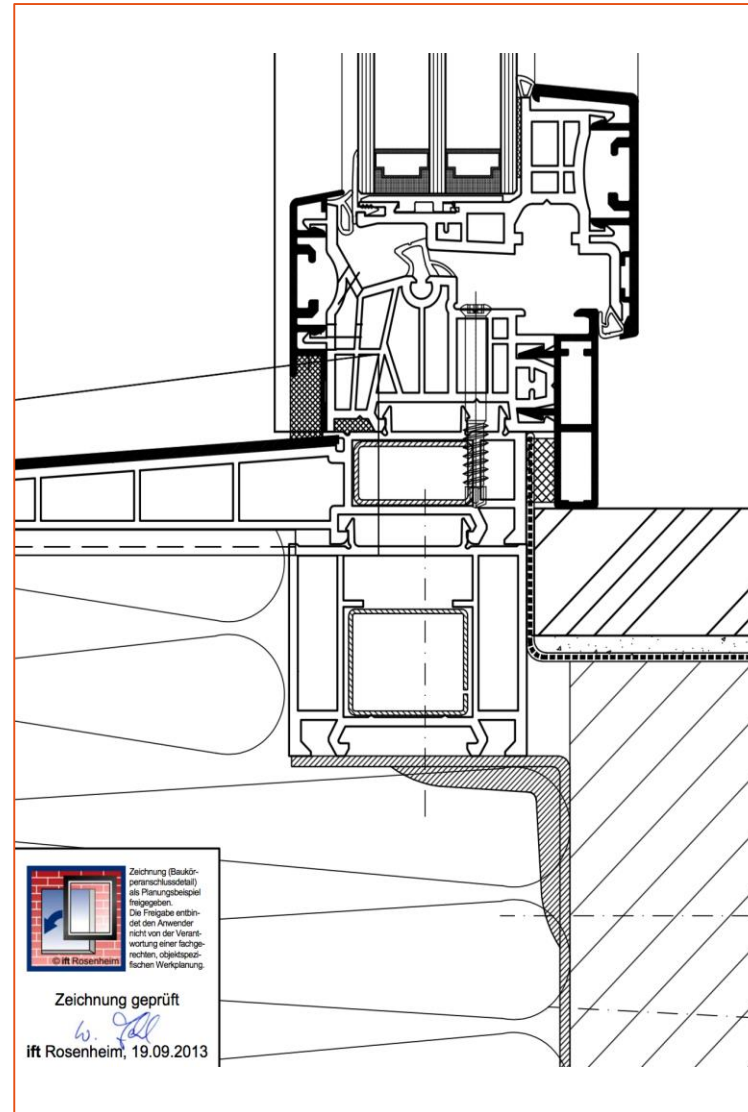 Zeichnung (Baukör-
peranschlussdetail)
als Planungsbeispiel
freigegeben.
Die Freigabe entbin-
det den Anwender
nicht von der Verant-
wortung einer fachge-
rechten, objektspezi-
fischen Werkplanung.
© ift Rosenheim
Zeichnung geprüft
ift Rosenheim, 19.09.2013